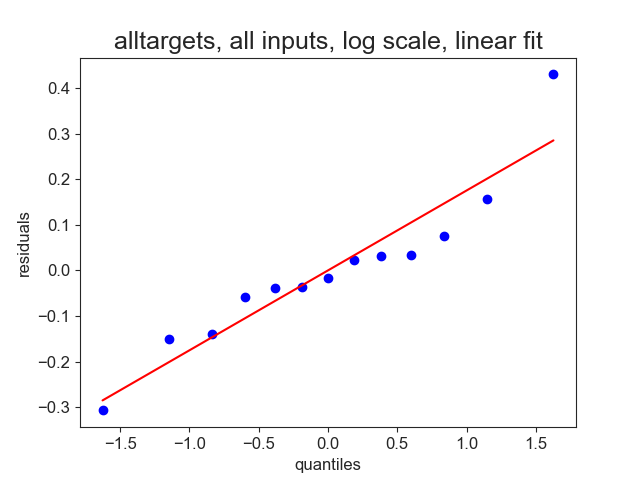 alltargets, all inputs, log scale, linear fit
0.4
0.3
0.2
0.1
0.0
−0.1
−0.2
−0.3
residuals
−1.5 −1.0 −0.5 0.0 0.5 1.0 1.5
quantiles